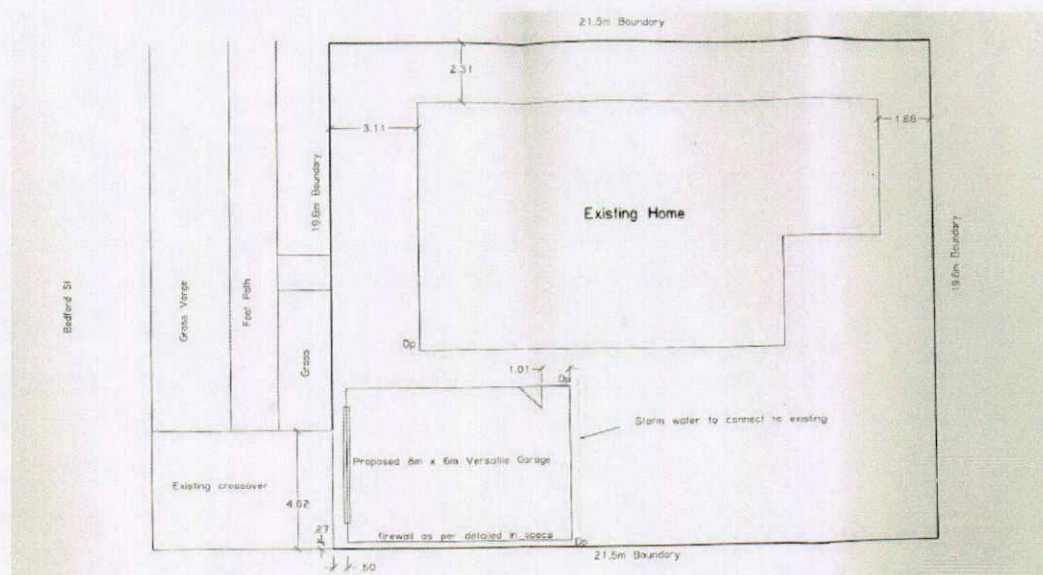 21.5m Boundary
2.31
3.11
1.88
19.6m Boundary
Existing Home
19.6m Boundary
Bedford St
Grass Verge
Foot Path
Grass
Dp
1.01
Dp
Storm water to connect to existing
Proposed 8m x 6m Versatile Garage
Existing crossover
4.62
.27
firewall as per detailed in specs
Dp
21.5m Boundary
.50